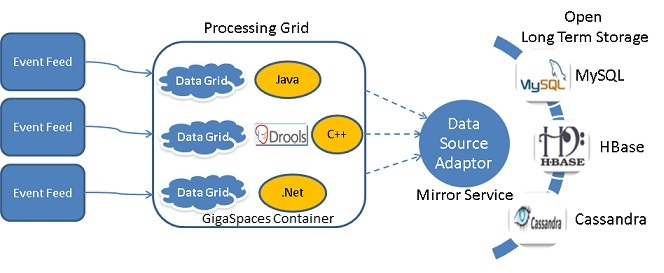 Processing Grid
Open
Long Term Storage
Event Feed
Data Grid
Java
MySQL
MySQL
Event Feed
Data Grid
Drools
C++
Data
Source
Adaptor
H-BASE
HBase
Event Feed
Data Grid
.Net
Mirror Service
GigaSpaces Container
Cassandra
Cassandra